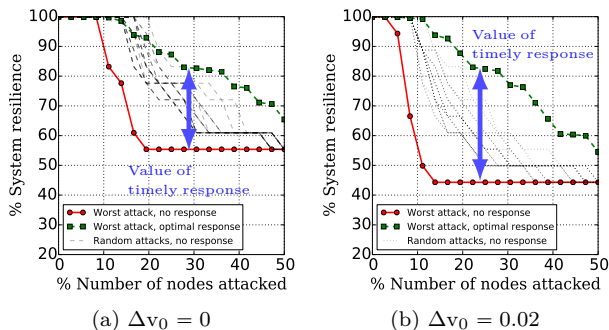 100
90
80
70
60
50
40
30
20
% System resilience
0 10 20 30 40 50
% Number of nodes attacked
Value of
timely response
Worst attack, no response
Worst attack, optimal response
Random attacks, no response
(a) Δv₀ = 0
100
90
80
70
60
50
40
30
20
% System resilience
0 10 20 30 40 50
% Number of nodes attacked
Value of
timely response
Worst attack, no response
Worst attack, optimal response
Random attacks, no response
(b) Δv₀ = 0.02